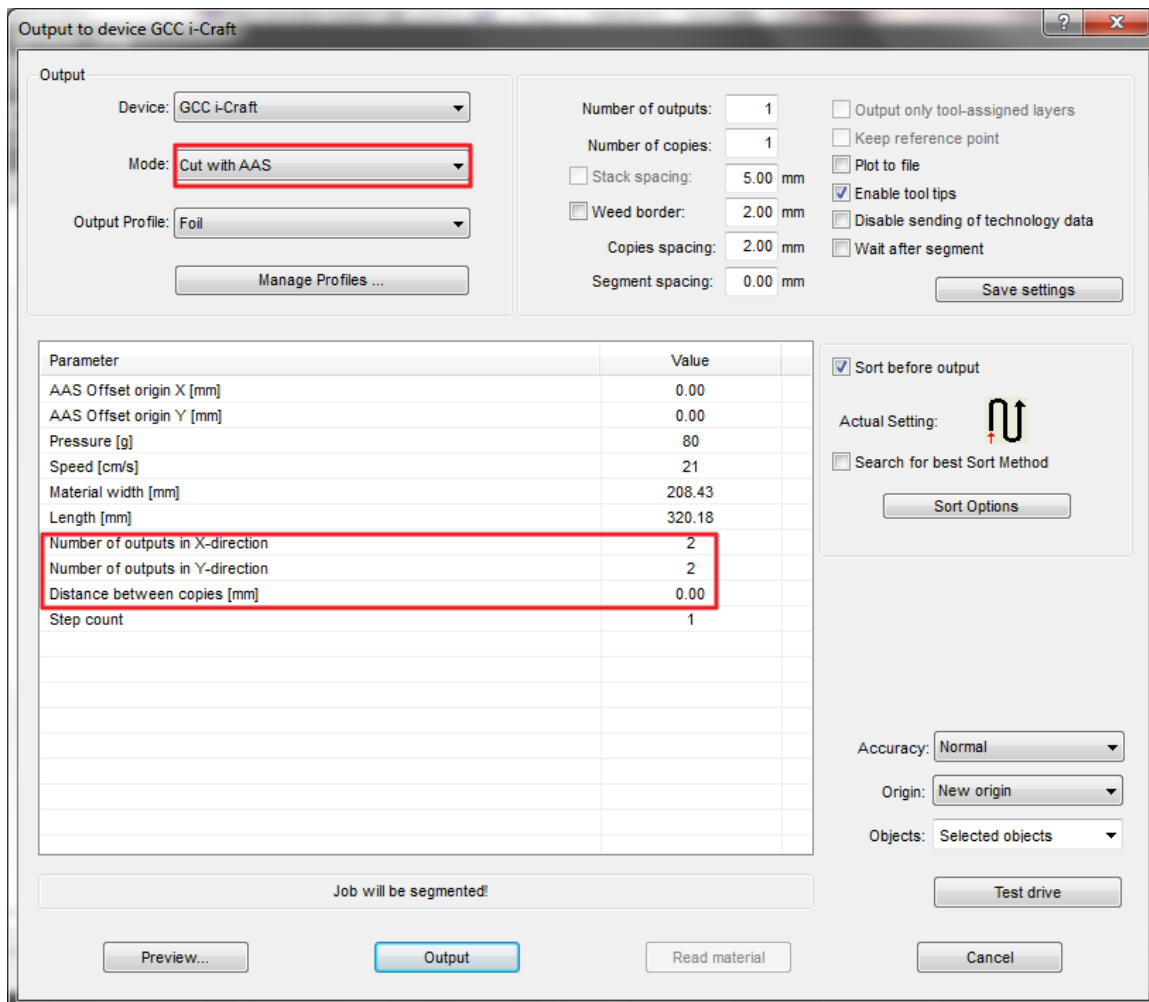 Output to device GCC i-Craft
Output
Device: GCC i-Craft
Mode: Cut with AAS
Output Profile: Foil
Manage Profiles ...
Number of outputs: 1
Number of copies: 1
Stack spacing: 5.00 mm
Weed border: 2.00 mm
Copies spacing: 2.00 mm
Segment spacing: 0.00 mm
Output only tool-assigned layers
Keep reference point
Plot to file
Enable tool tips
Disable sending of technology data
Wait after segment
Save settings
Parameter Value
AAS Offset origin X [mm] 0.00
AAS Offset origin Y [mm] 0.00
Pressure [g] 80
Speed [cm/s] 21
Material width [mm] 208.43
Length [mm] 320.18
Number of outputs in X-direction 2
Number of outputs in Y-direction 2
Distance between copies [mm] 0.00
Step count 1
Sort before output
Actual Setting:
Search for best Sort Method
Sort Options
Accuracy: Normal
Origin: New origin
Objects: Selected objects
Job will be segmented!
Test drive
Preview...
Output
Read material
Cancel